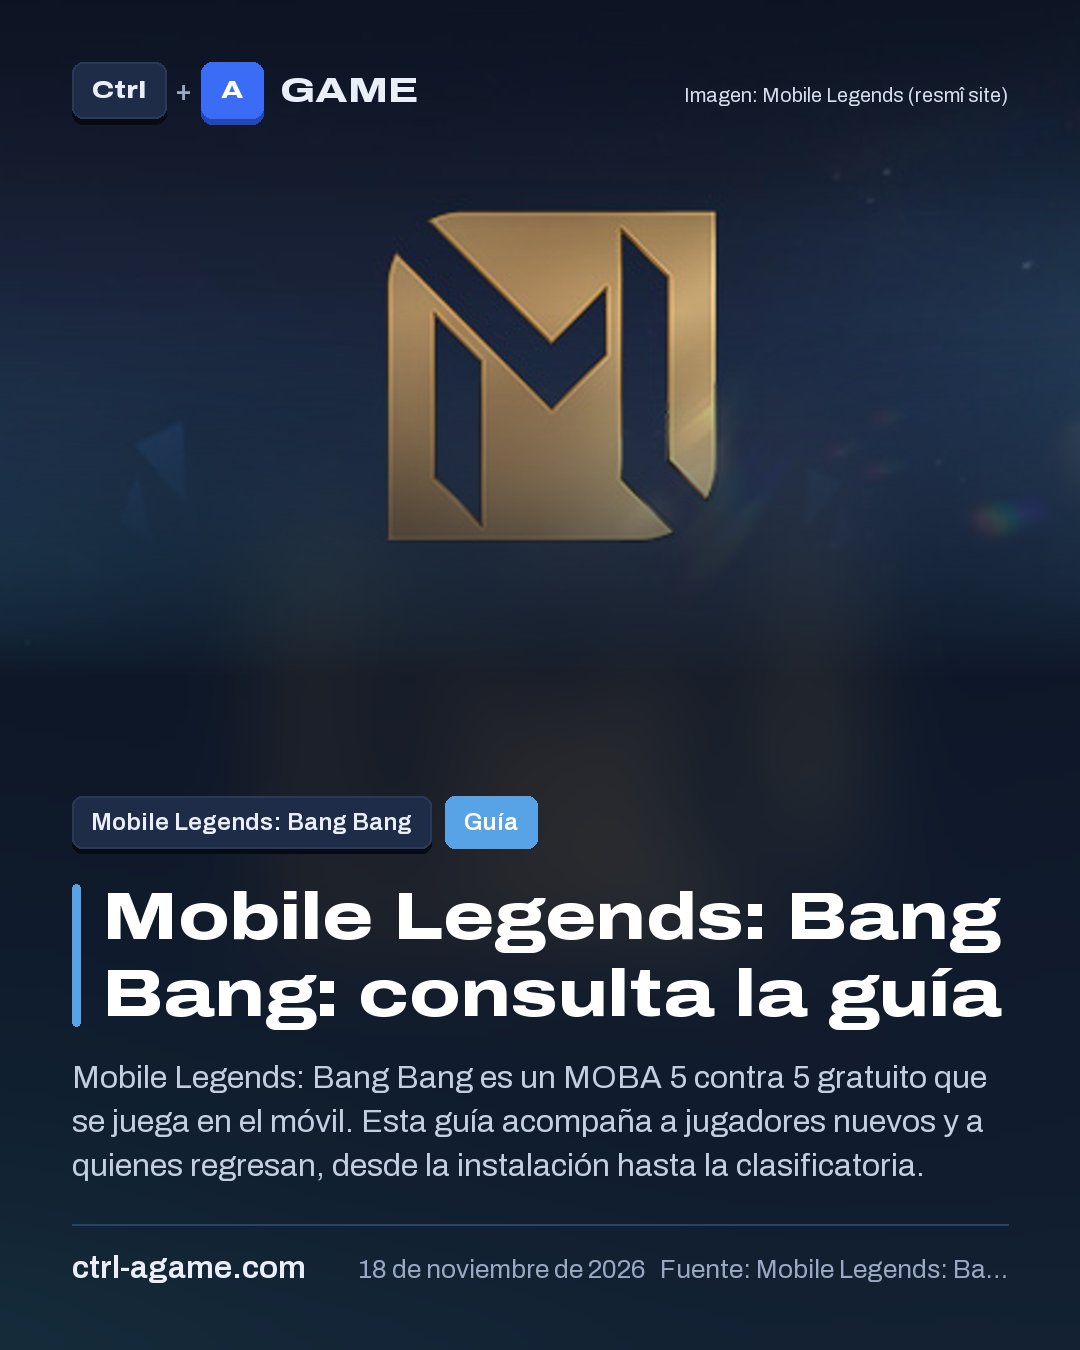 Ctrl + A GAME
Imagen: Mobile Legends (resmî site)
Mobile Legends: Bang Bang
Guía
Mobile Legends: Bang
Bang: consulta la guía
Mobile Legends: Bang Bang es un MOBA 5 contra 5 gratuito que
se juega en el móvil. Esta guía acompaña a jugadores nuevos y a
quienes regresan, desde la instalación hasta la clasificatoria.
ctrl-agame.com
18 de noviembre de 2026 Fuente: Mobile Legends: Ba...